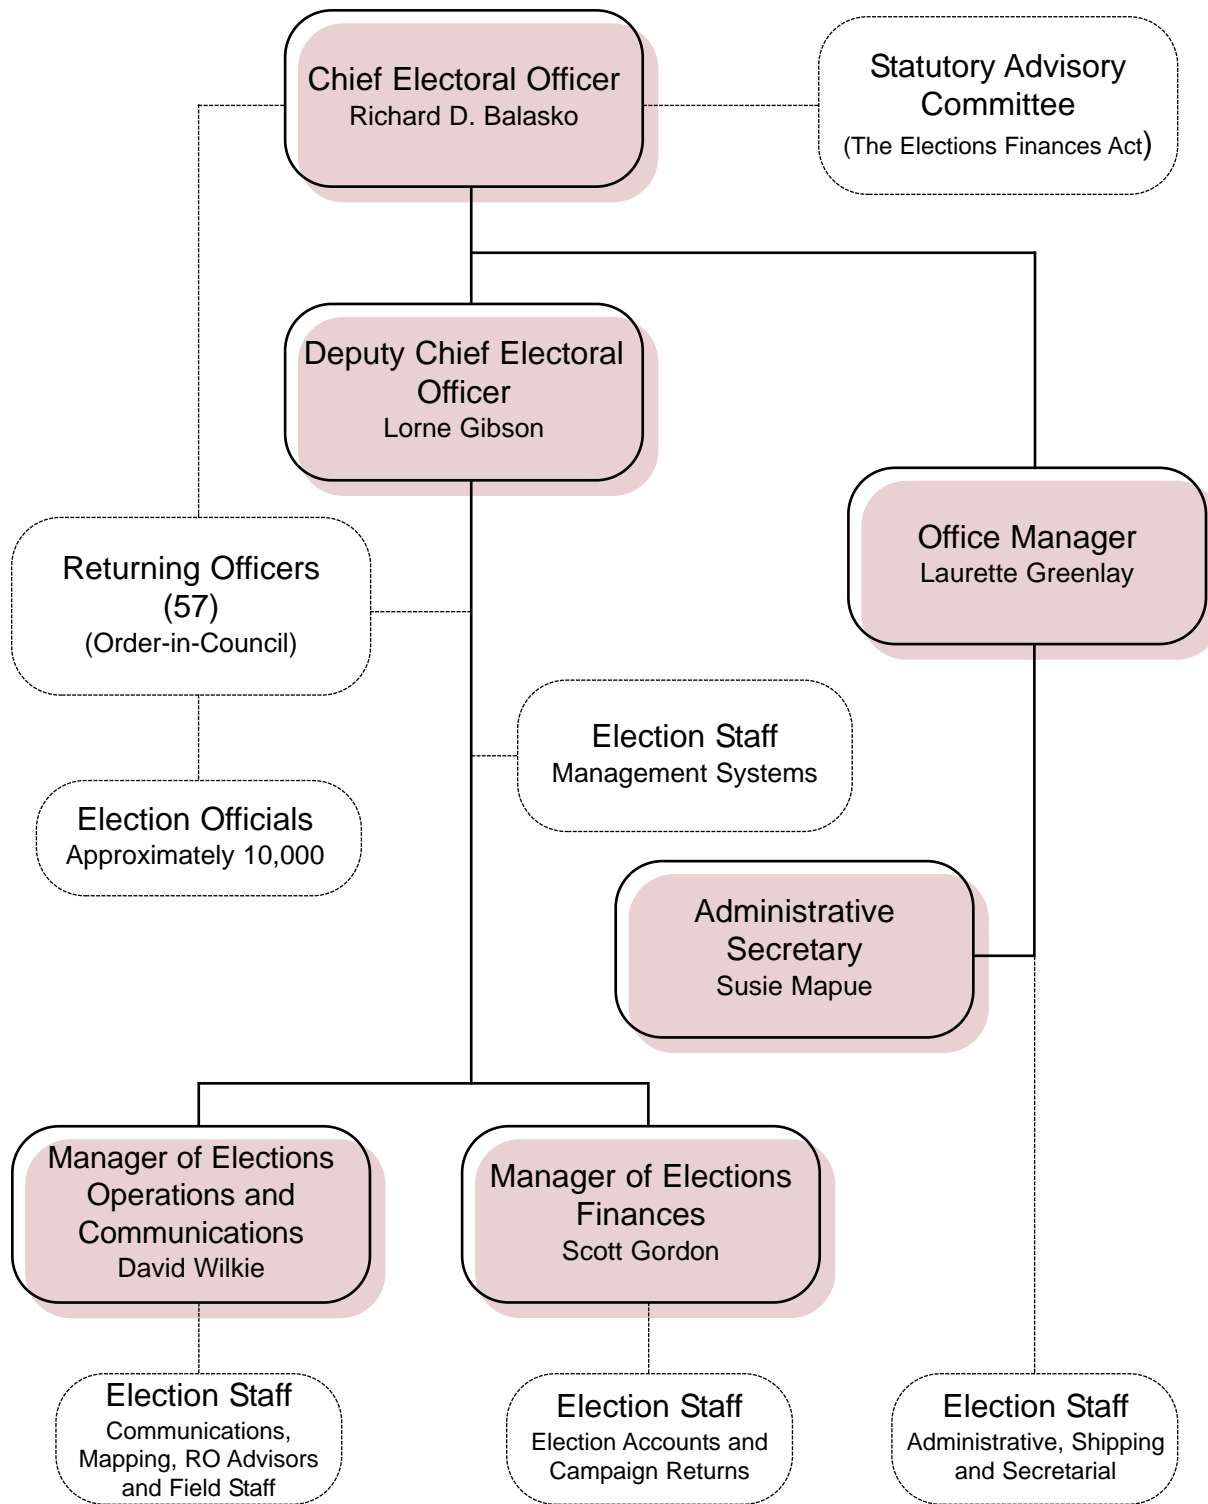 Chief Electoral Officer
Richard D. Balasko
Statutory Advisory
Committee
(The Elections Finances Act)
Deputy Chief Electoral
Officer
Lorne Gibson
Office Manager
Laurette Greenlay
Returning Officers
(57)
(Order-in-Council)
Election Staff
Management Systems
Election Officials
Approximately 10,000
Administrative
Secretary
Susie Mapue
Manager of Elections
Operations and
Communications
David Wilkie
Manager of Elections
Finances
Scott Gordon
Election Staff
Communications,
Mapping, RO Advisors
and Field Staff
Election Staff
Election Accounts and
Campaign Returns
Election Staff
Administrative, Shipping
and Secretarial